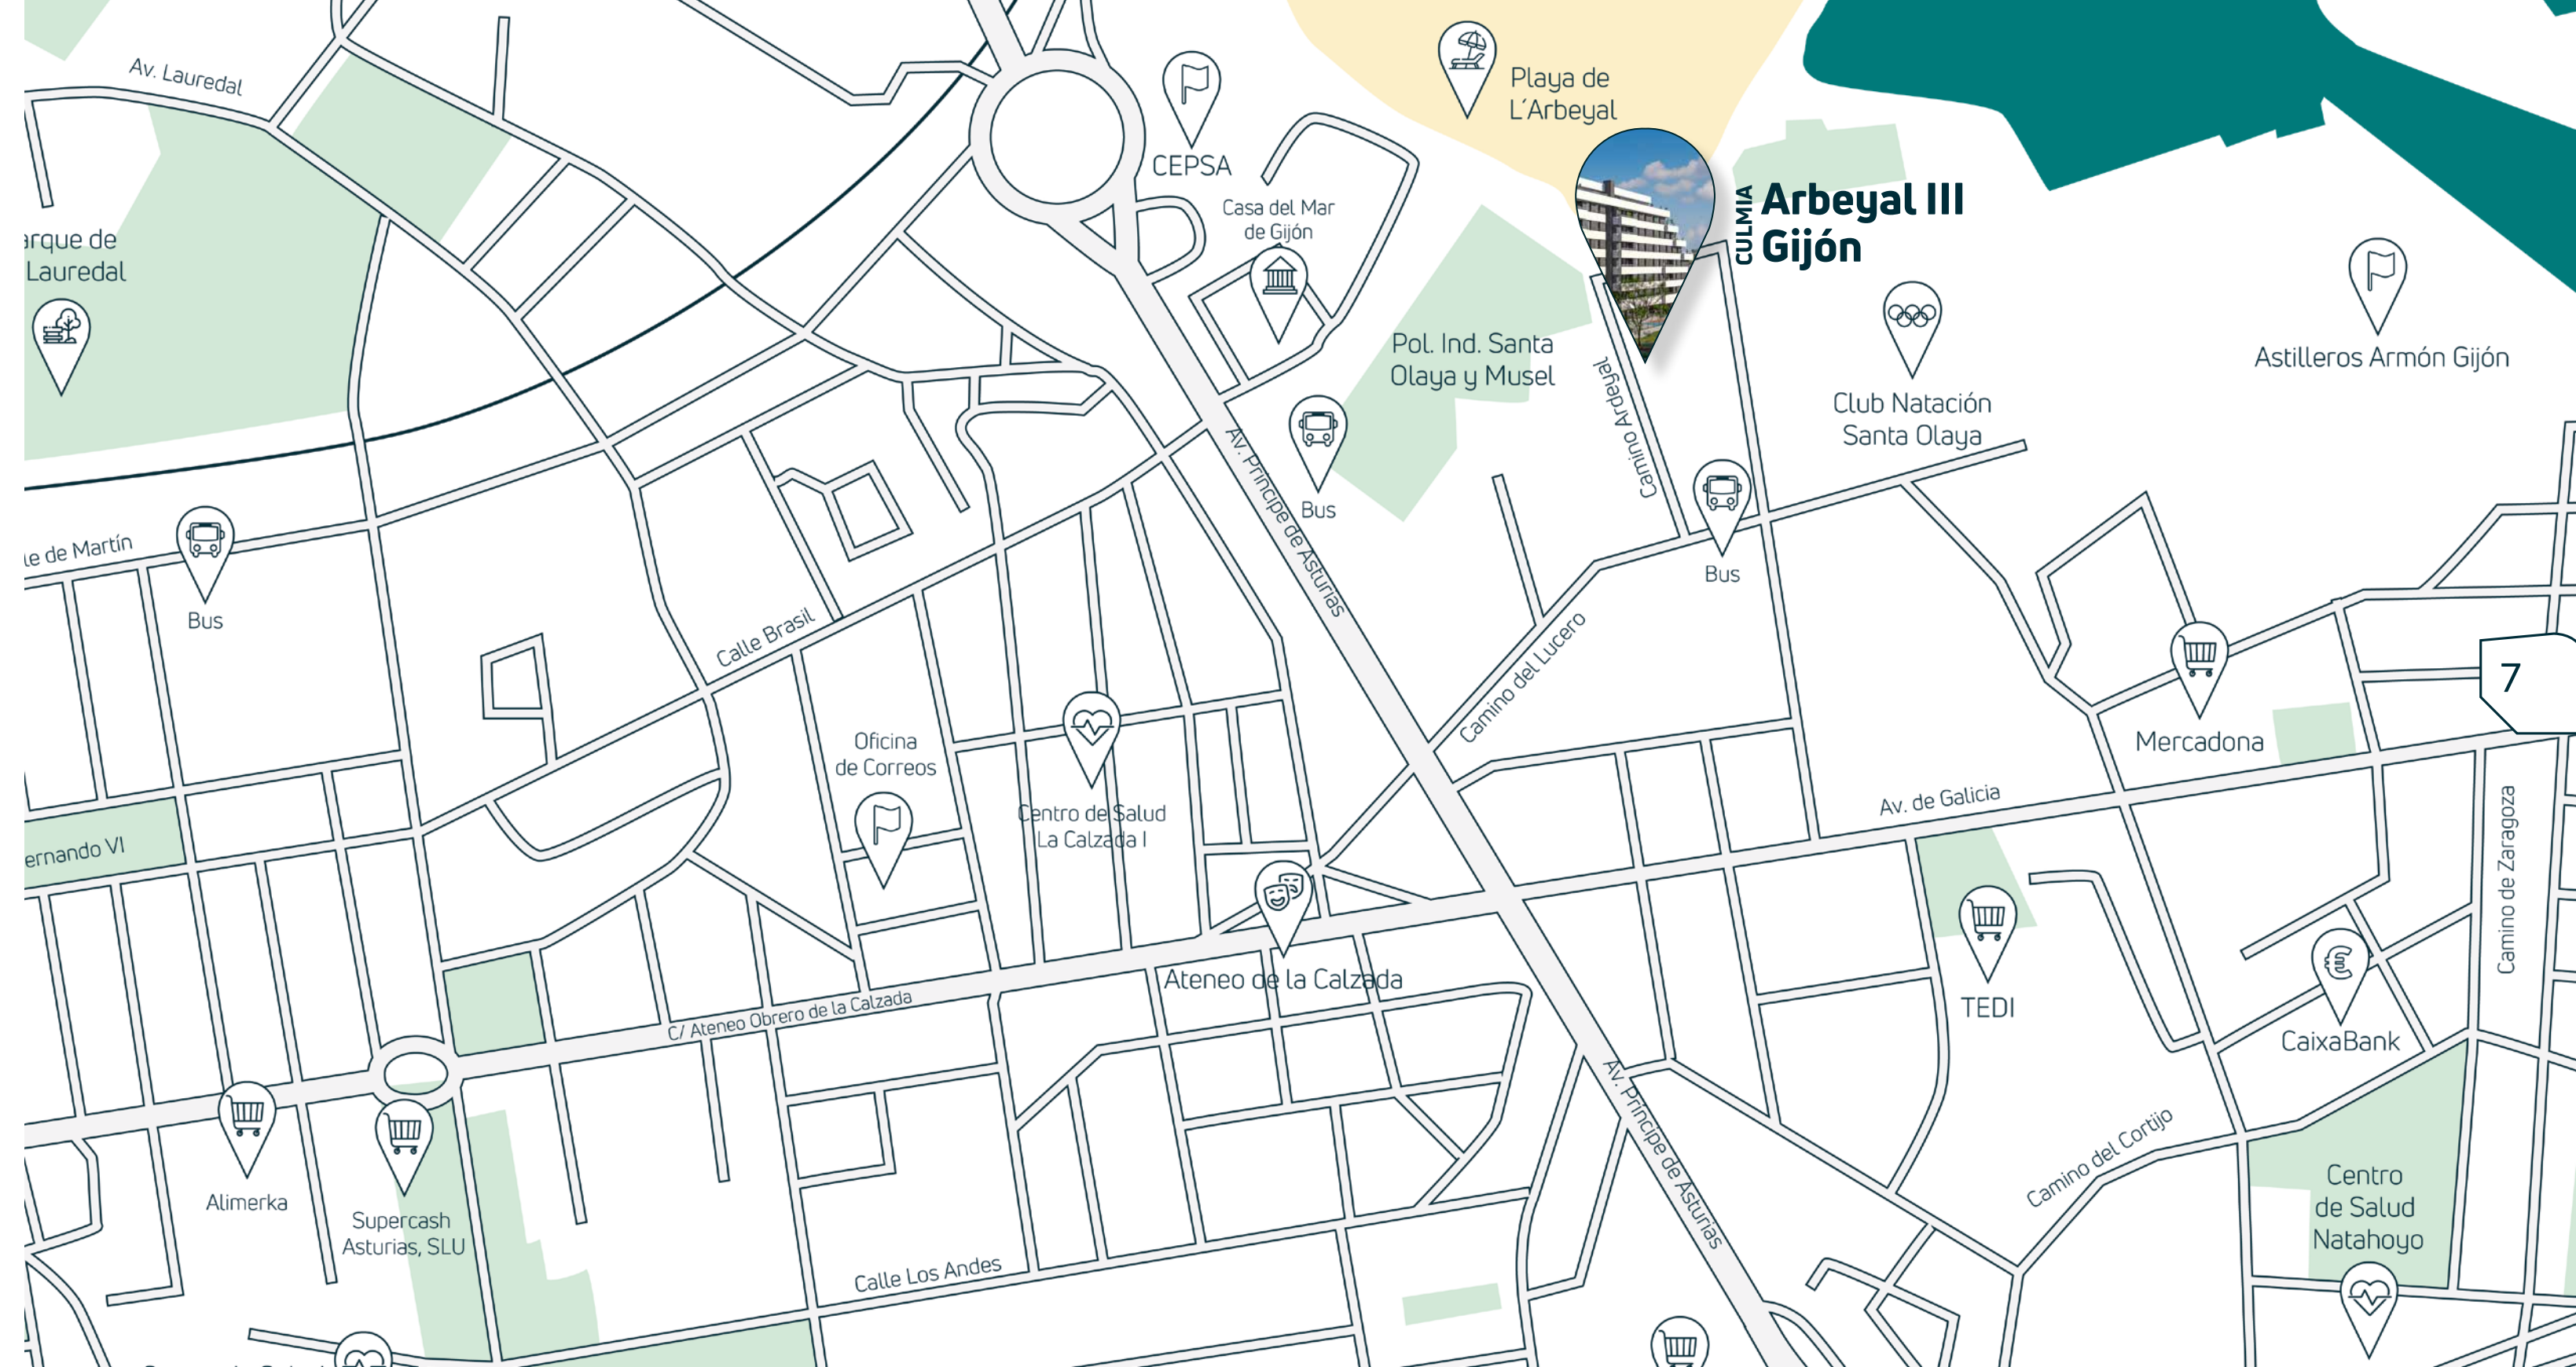 Av. Lauredal
Playa de
L´Arbeyal
CEPSA
CULMIA
Arbeyal III
Gijón
Casa del Mar
de Gijón
arque de
Lauredal
Pol. Ind. Santa
Olaya y Musel
Camino Ardeyal
Astilleros Armón Gijón
Club Natación
Santa Olaya
Av. Príncipe de Asturias
Bus
le de Martín
Bus
Bus
Calle Brasil
Camino del Lucero
7
Oficina
de Correos
Mercadona
Av. de Galicia
Centro de Salud
La Calzada I
ernando VI
Camino de Zaragoza
Ateneo de la Calzada
C/ Ateneo Obrero de la Calzada
TEDI
CaixaBank
Av. Príncipe de Asturias
Camino del Cortijo
Alimerka
Supercash
Asturias, SLU
Centro
de Salud
Natahoyo
Calle Los Andes